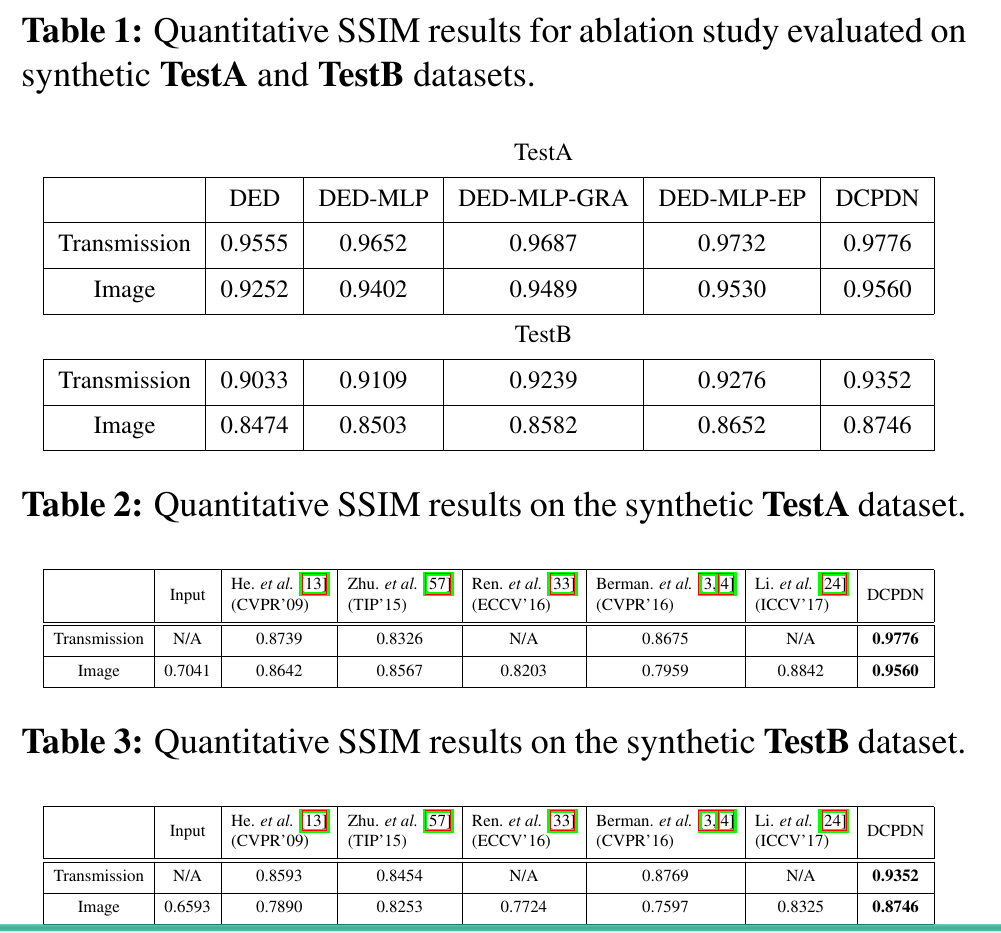 Table 1: Quantitative SSIM results for ablation study evaluated on
synthetic TestA and TestB datasets.
TestA
DED DED-MLP DED-MLP-GRA DED-MLP-EP DCPDN
Transmission 0.9555 0.9652 0.9687 0.9732 0.9776
Image 0.9252 0.9402 0.9489 0.9530 0.9560
TestB
Transmission 0.9033 0.9109 0.9239 0.9276 0.9352
Image 0.8474 0.8503 0.8582 0.8652 0.8746
Table 2: Quantitative SSIM results on the synthetic TestA dataset.
Input He. et al. [13] (CVPR'09) Zhu. et al. [57] (TIP'15) Ren. et al. [33] (ECCV'16) Berman. et al. [3, 4] (CVPR'16) Li. et al. [24] (ICCV'17) DCPDN
Transmission N/A 0.8739 0.8326 N/A 0.8675 N/A 0.9776
Image 0.7041 0.8642 0.8567 0.8203 0.7959 0.8842 0.9560
Table 3: Quantitative SSIM results on the synthetic TestB dataset.
Input He. et al. [13] (CVPR'09) Zhu. et al. [57] (TIP'15) Ren. et al. [33] (ECCV'16) Berman. et al. [3, 4] (CVPR'16) Li. et al. [24] (ICCV'17) DCPDN
Transmission N/A 0.8593 0.8454 N/A 0.8769 N/A 0.9352
Image 0.6593 0.7890 0.8253 0.7724 0.7597 0.8325 0.8746